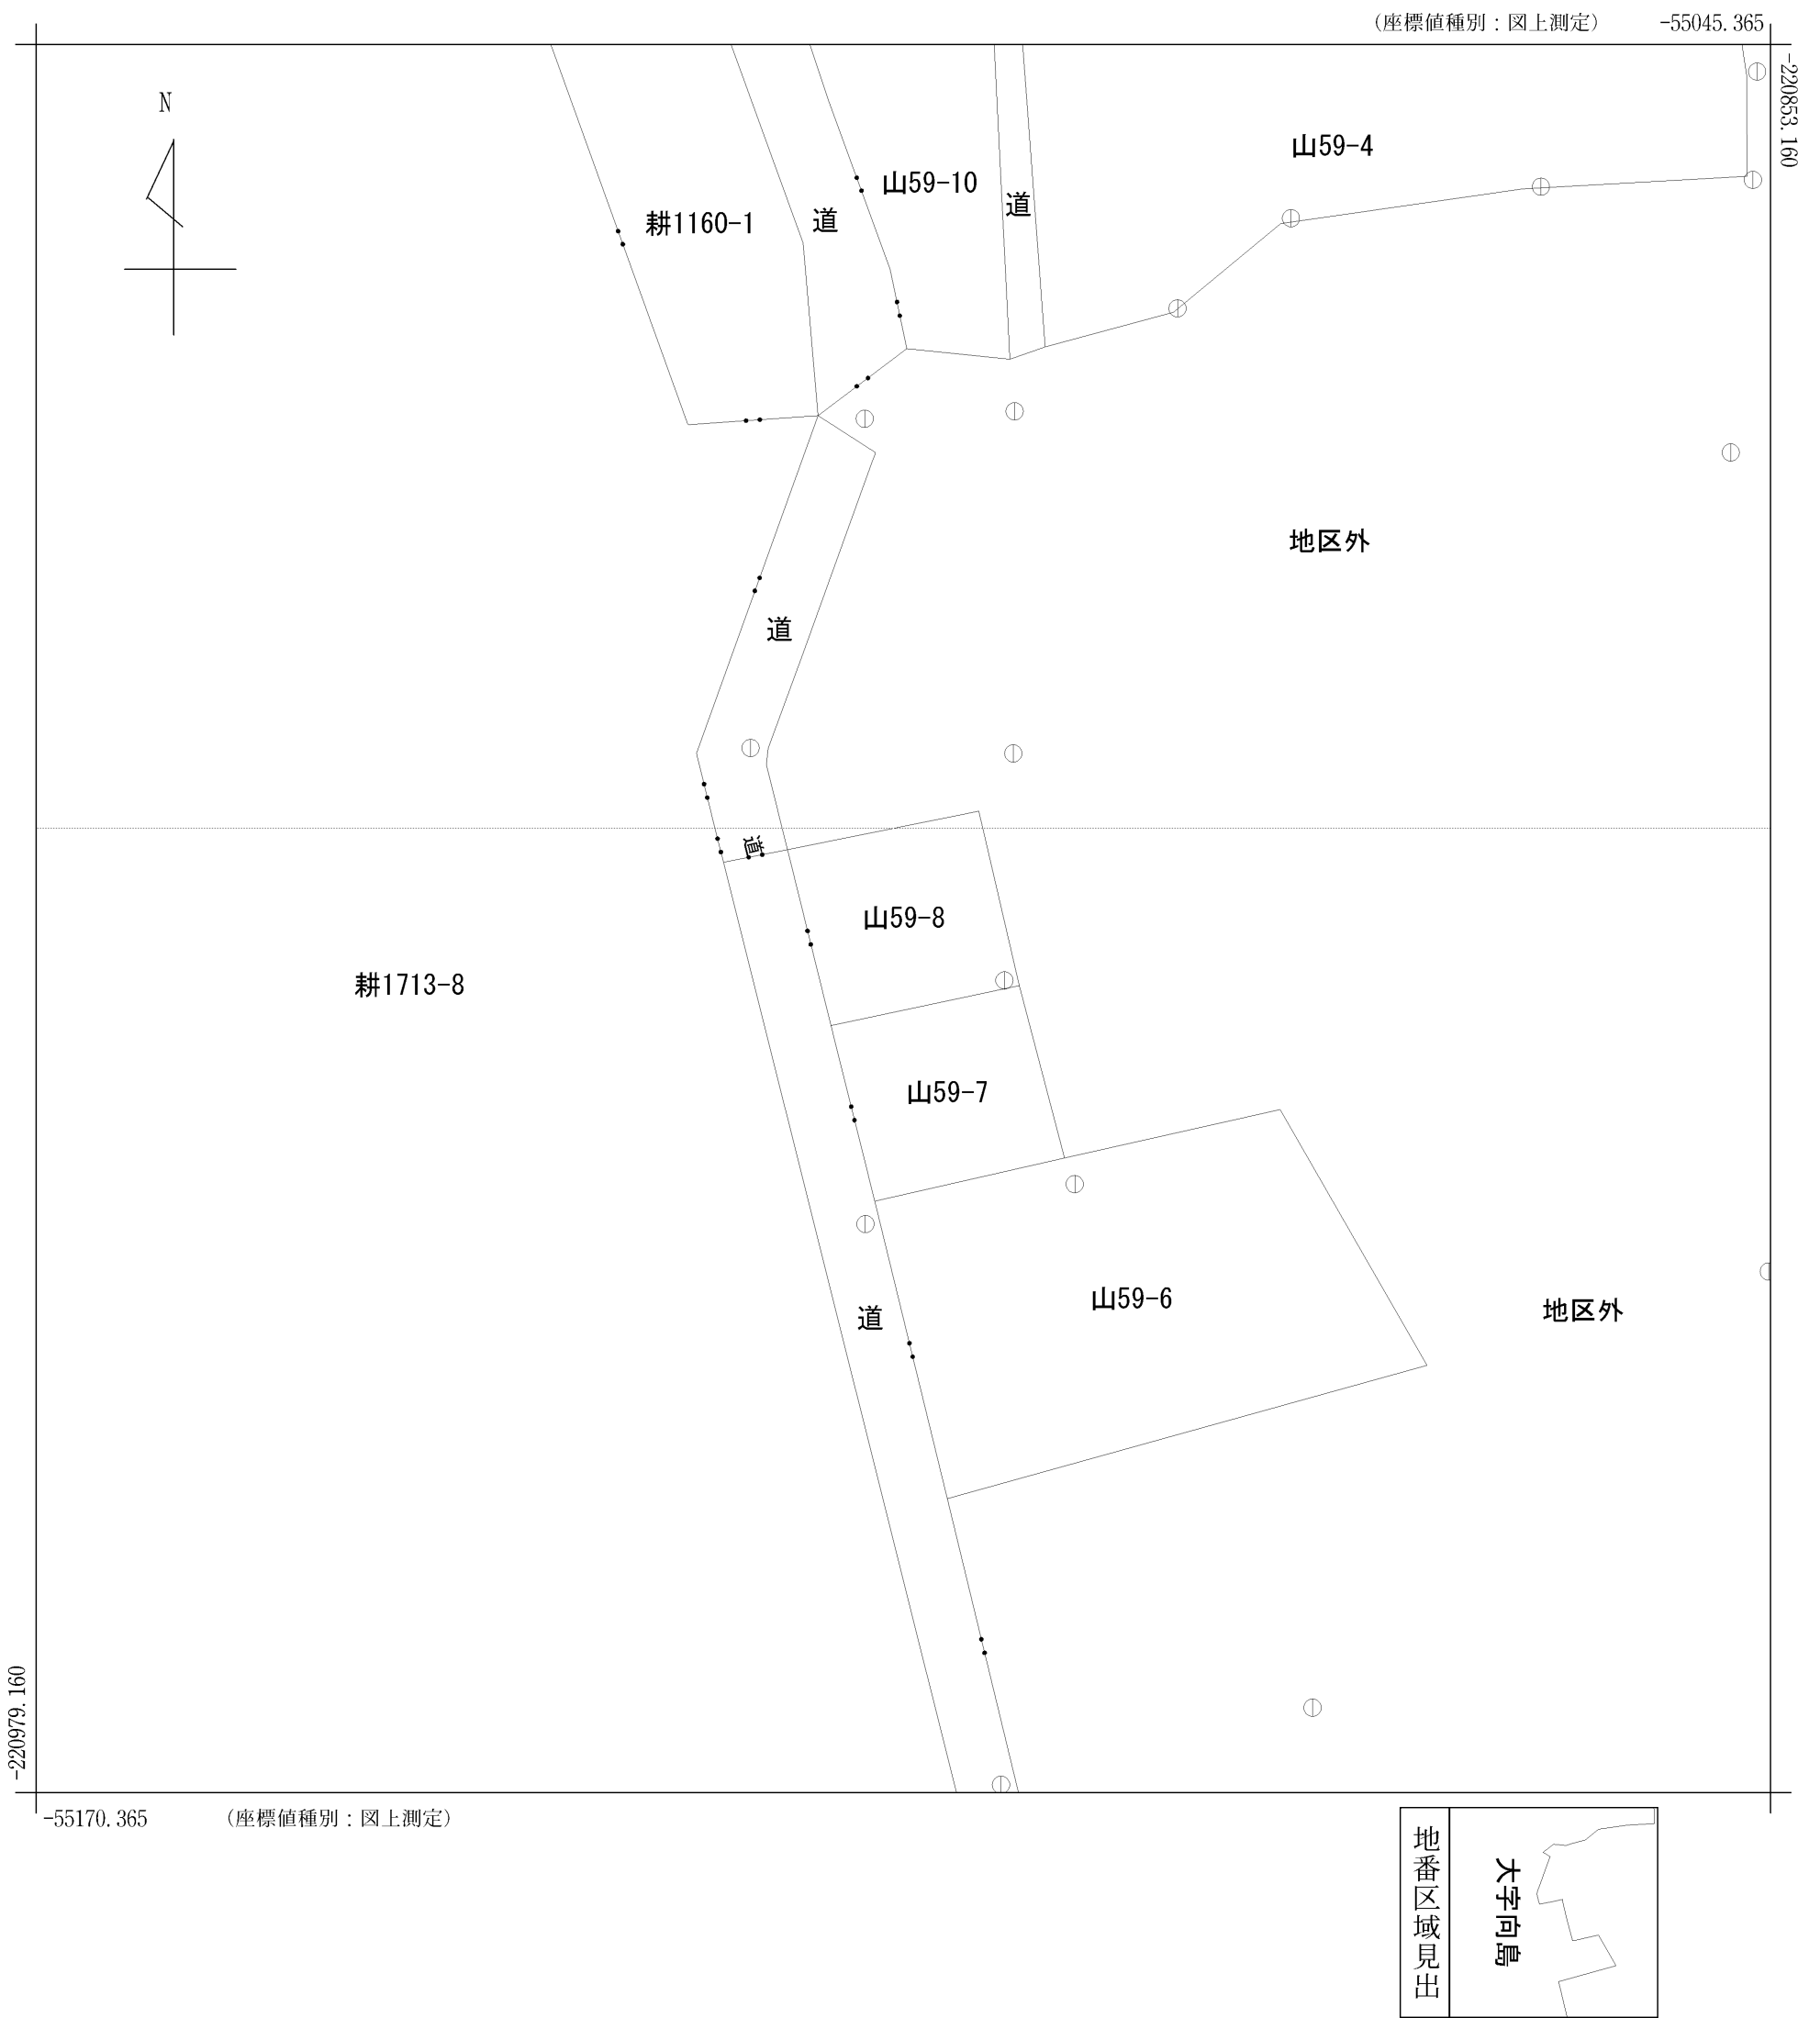 (座標値種別：図上測定) -55045.365
-220853.160
N
山59-4
山59-10
道
耕1160-1
道
地区外
道
道
山59-8
耕1713-8
山59-7
山59-6
地区外
道
-220979.160
-55170.365 (座標値種別：図上測定)
地番区域見出
大字向島